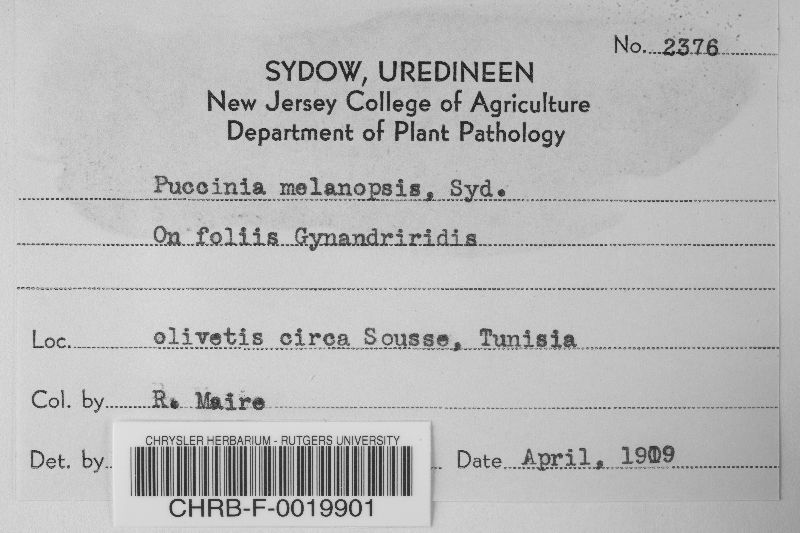 No. 2376
SYDOW, UREDINEEN
New Jersey College of Agriculture
Department of Plant Pathology
Puccinia melanopsis, Syd.
On foliis Gynandriridis
Loc. olivetis circa Sousse, Tunisia
Col. by R. Maire
Det. by Date April, 1909
CHRYSLER HERBARIUM - RUTGERS UNIVERSITY
CHRB-F-0019901